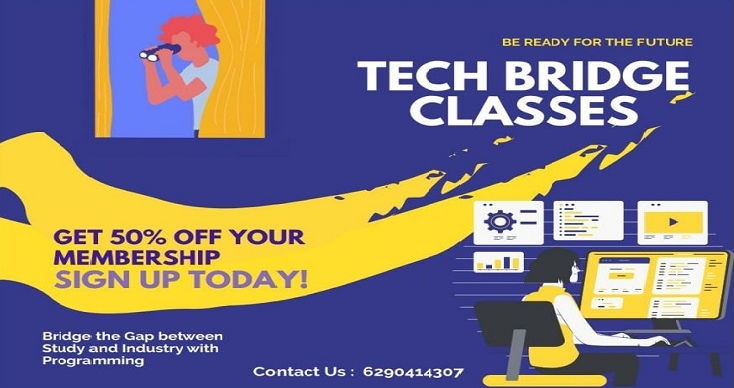 BE READY FOR THE FUTURE
TECH BRIDGE
CLASSES
GET 50% OFF YOUR
MEMBERSHIP
SIGN UP TODAY!
Bridge the Gap between
Study and Industry with
Programming
Contact Us : 6290414307